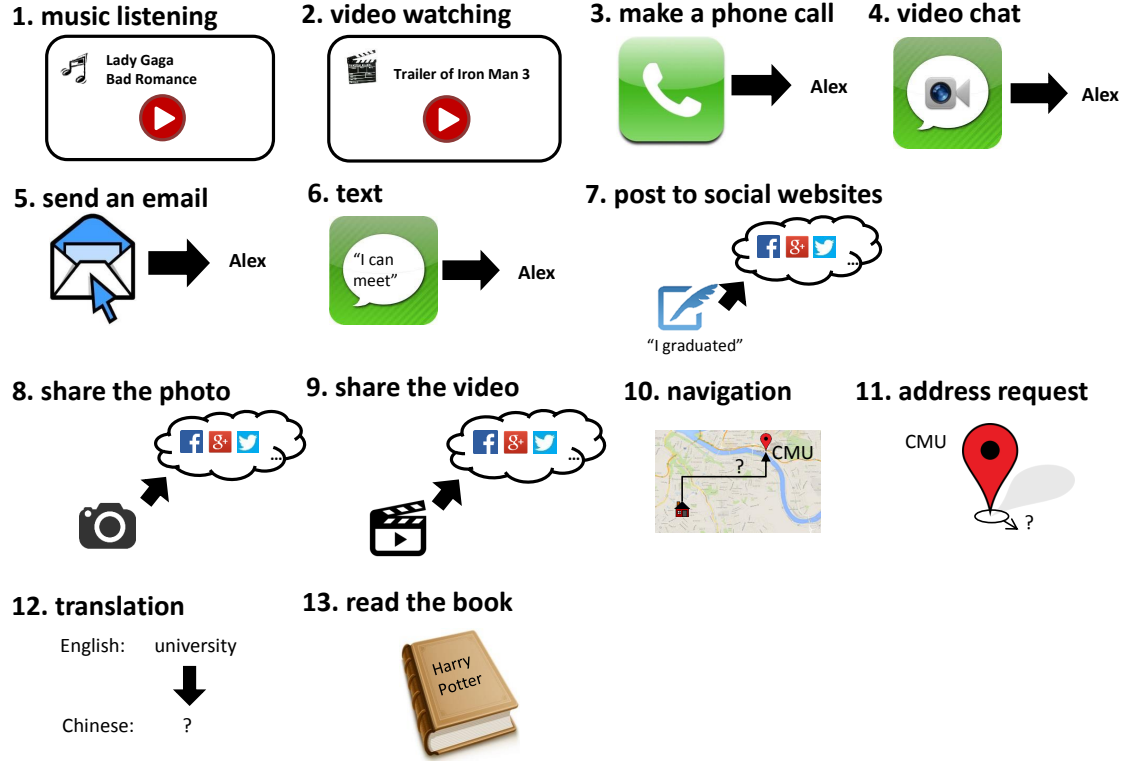 1. music listening
Lady Gaga
Bad Romance
2. video watching
Trailer of Iron Man 3
3. make a phone call
Alex
4. video chat
Alex
5. send an email
Alex
6. text
“I can
meet”
Alex
7. post to social websites
f g+
...
“I graduated”
8. share the photo
f g+
...
9. share the video
f g+
...
10. navigation
CMU
?
11. address request
CMU
?
12. translation
English: university
Chinese: ?
13. read the book
Harry
Potter